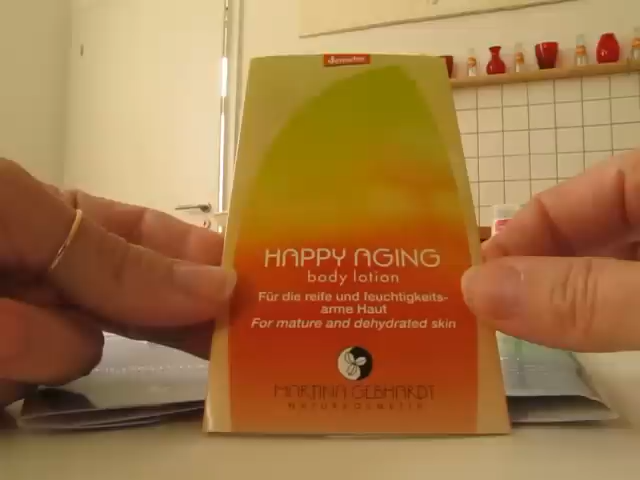 demeter
HAPPY AGING
body lotion
Für die reife und feuchtigkeits-
arme Haut
For mature and dehydrated skin
MARTINA GEBHARDT
NATURKOSMETIK